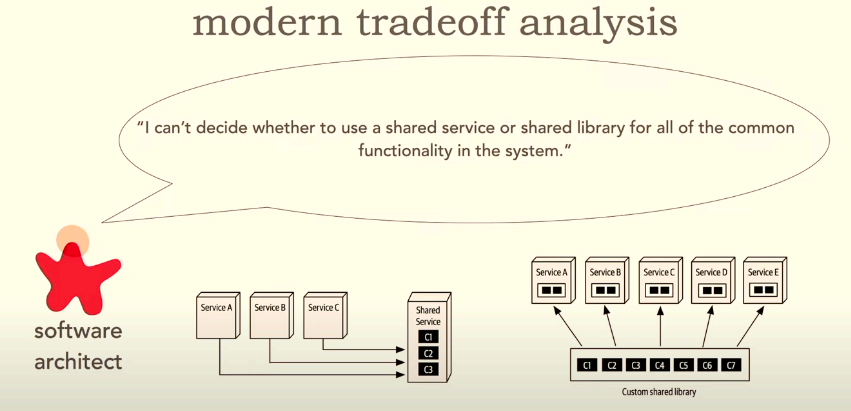 modern tradeoff analysis
“I can’t decide whether to use a shared service or shared library for all of the common
functionality in the system.“
software
architect
Service A
Service B
Service C
Shared
Service
C1
C2
C3
Service A
Service B
Service C
Service D
Service E
C1 C2 C3 C4 C5 C6 C7
Custom shared library